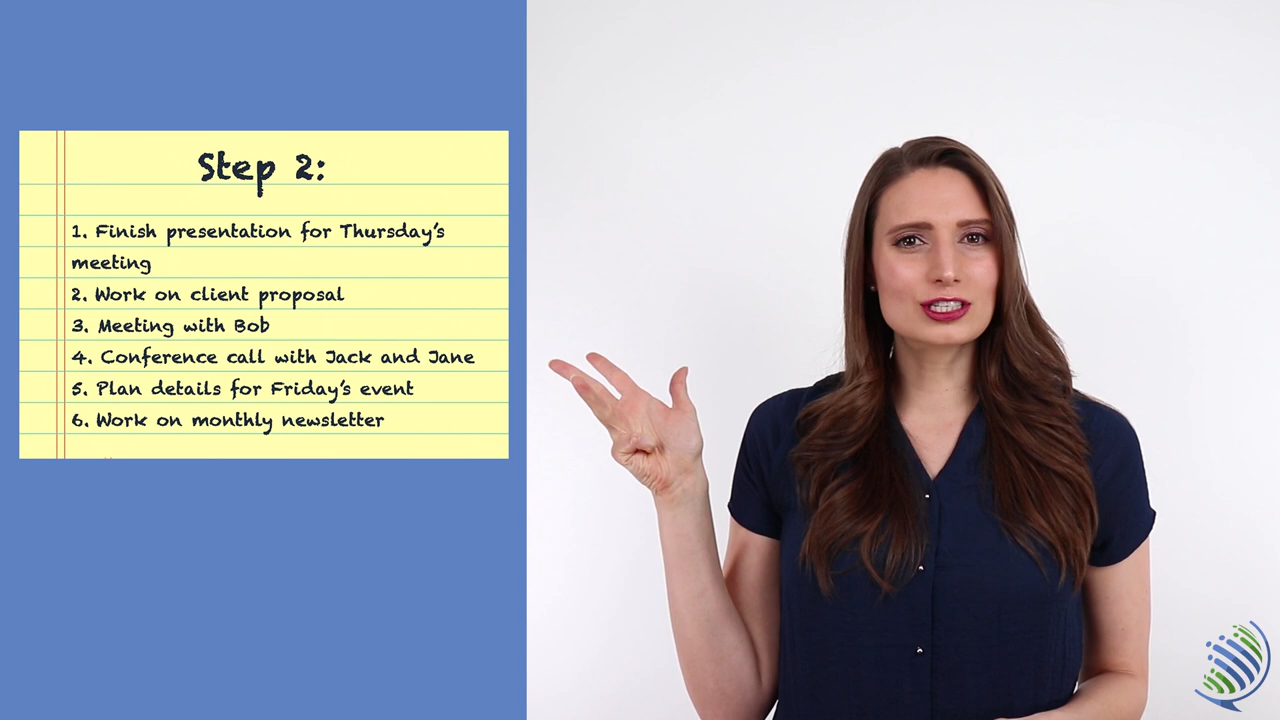 Step 2:
1. Finish presentation for Thursday's
meeting
2. Work on client proposal
3. Meeting with Bob
4. Conference call with Jack and Jane
5. Plan details for Friday's event
6. Work on monthly newsletter